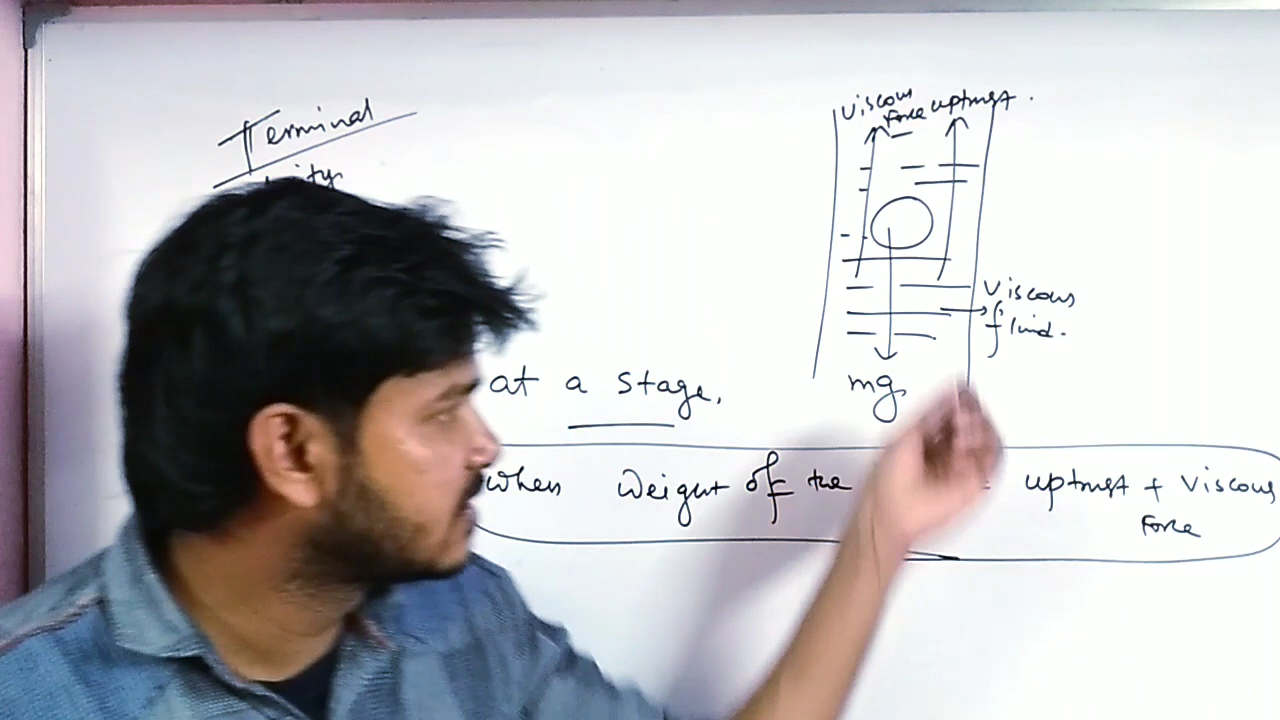 Terminal
viscous
Force uptrust.
viscous
fluid.
mg
at a stage,
when Weight of the uptrust + viscous
Force